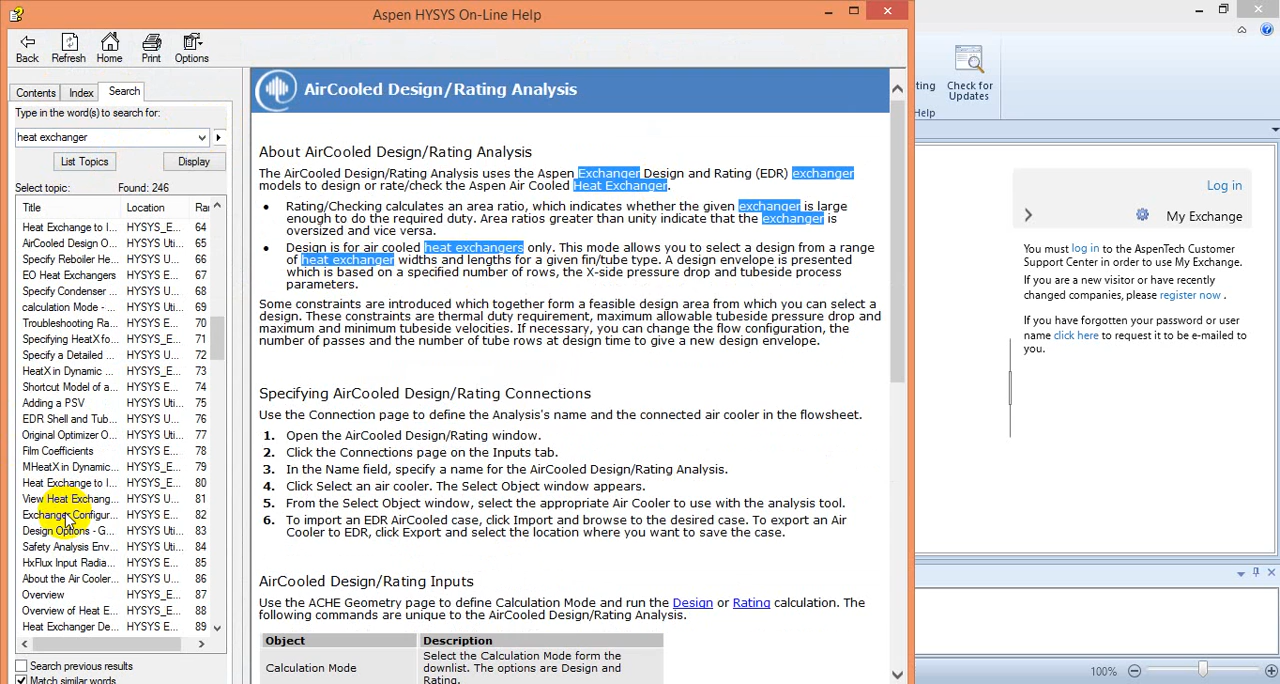 Aspen HYSYS On-Line Help
Back Refresh Home Print Options
Contents Index Search
Type in the word(s) to search for:
heat exchanger
List Topics Display
Select topic: Found: 246
Title Location Ra
Heat Exchanger to I... HYSYS_E... 64
AirCooled Design O... HYSYS Uti... 65
Specify Reboiler He... HYSYS_U... 66
EO Heat Exchangers HYSYS_E... 67
Specify Condenser ... HYSYS_E... 68
calculation Mode - ... HYSYS Uti... 69
Troubleshooting Ra... HYSYS_E... 70
Specifying HeatX fo... HYSYS_E... 71
Specify a Detailed ... HYSYS_E... 72
HeatX in Dynamic ... HYSYS_E... 73
Shortcut Model of a... HYSYS_E... 74
Adding a PSV HYSYS U... 75
EDR Shell and Tub... HYSYS U... 76
Original Optimizer O... HYSYS Uti... 77
Film Coefficients HYSYS_E... 78
MHeatX in Dynamic... HYSYS_E... 79
Heat Exchanger to I... HYSYS_E... 80
View Heat Exchang... HYSYS U... 81
Exchanger Configur... HYSYS_E... 82
Design Options - G... HYSYS Uti... 83
Safety Analysis Env... HYSYS Uti... 84
HxFlux Input Radia... HYSYS E... 85
About the Air Cooler... HYSYS_E... 86
Overview HYSYS_E... 87
Overview of Heat E... HYSYS_E... 88
Heat Exchanger De... HYSYS_E... 89
Search previous results
Match similar words
AirCooled Design/Rating Analysis
About AirCooled Design/Rating Analysis
The AirCooled Design/Rating Analysis uses the Aspen Exchanger Design and Rating (EDR) exchanger
models to design or rate/check the Aspen Air Cooled Heat Exchanger.
• Rating/Checking calculates an area ratio, which indicates whether the given exchanger is large
enough to do the required duty. Area ratios greater than unity indicate that the exchanger is
oversized and vice versa.
• Design is for air cooled heat exchangers only. This mode allows you to select a design from a range
of heat exchanger widths and lengths for a given fin/tube type. A design envelope is presented
which is based on a specified number of rows, the X-side pressure drop and tubeside process
parameters.
Some constraints are introduced which together form a feasible design area from which you can select a
design. These constraints are thermal duty requirement, maximum allowable tubeside pressure drop and
maximum and minimum tubeside velocities. If necessary, you can change the flow configuration, the
number of passes and the number of tube rows at design time to give a new design envelope.
Specifying AirCooled Design/Rating Connections
Use the Connection page to define the Analysis's name and the connected air cooler in the flowsheet.
1. Open the AirCooled Design/Rating window.
2. Click the Connections page on the Inputs tab.
3. In the Name field, specify a name for the AirCooled Design/Rating Analysis.
4. Click Select an air cooler. The Select Object window appears.
5. From the Select Object window, select the appropriate Air Cooler to use with the analysis tool.
6. To import an EDR AirCooled case, click Import and browse to the desired case. To export an Air
Cooler to EDR, click Export and select the location where you want to save the case.
AirCooled Design/Rating Inputs
Use the ACHE Geometry page to define Calculation Mode and run the Design or Rating calculation. The
following commands are unique to the AirCooled Design/Rating Analysis.
Object Description
Calculation Mode
Select the Calculation Mode form the
downlist. The options are Design and
Rating.
ting Check for
Updates
Help
Log in
My Exchange
You must log in to the AspenTech Customer
Support Center in order to use My Exchange.
If you are a new visitor or have recently
changed companies, please register now .
If you have forgotten your password or user
name click here to request it to be e-mailed to
you.
100%